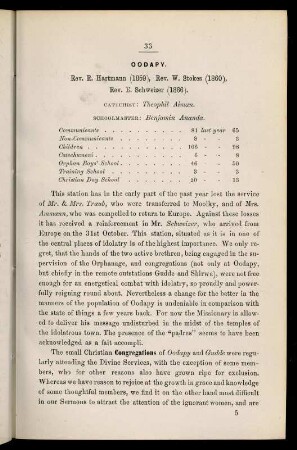 35
OODAPY.
Rev. R. Hartmann (1859), Rev. W. Stokes (1860),
Rev. E. Schweizer (1866).
CATECHIST: Theophil
SCHOOLMASTER: Benjamin Ananda.
Communicants . . . . . . . . . 81 last year 65
Non-Communicants . . . . . . . . 8 - - 5
Children . . . . . . . . . . 106 - - 98
Catechumens . . . . . . . . . 4 - - 8
Orphan Boys' School . . . . . . . 46 - - 50
Training School . . . . . . . . 3 - - 3
Christian Day School . . . . . . . 10 - - 13
This station has in the early part of the past year lost the service
of Mr. & Mrs. Traub, who were transferred to Moolky, and of Mrs.
Ammann, who was compelled to return to Europe. Against those losses
it has received a reinforcement in Mr. Schweizer, who arrived from
Europe on the 31st October. This station, situated as it is in one of
the central places of idolatry is of the highest importance. We only re-
gret, that the hands of the two active brethren, being engaged in the su-
pervision of the Orphanage, and congregations (not only at Oodapy,
but chiefly in the remote outstations Gudde and Shirwa), were not free
enough for an energetical combat with idolatry, so proudly and power-
fully reigning round about. Nevertheless a change for the better in the
manners of the population of Oodapy is undeniable in comparison with
the state of things a few years back. For now the Missionary is allow-
ed to deliver his message undisturbed in the midst of the temples of
the idolatrous town. The presence of the "padres" seems to have been
acknowledged as a fait accompli.
The small Christian Congregations of Oodapy and Gudde were regu-
larly attending the Divine Services, with the exception of some mem-
bers, who for other reasons also have grown ripe for exclusion.
Whereas we have reason to rejoice at the growth in grace and knowledge
of some thoughtful members, we find it on the other hand most difficult
in our Sermons to attract the attention of the ignorant women, and are
5